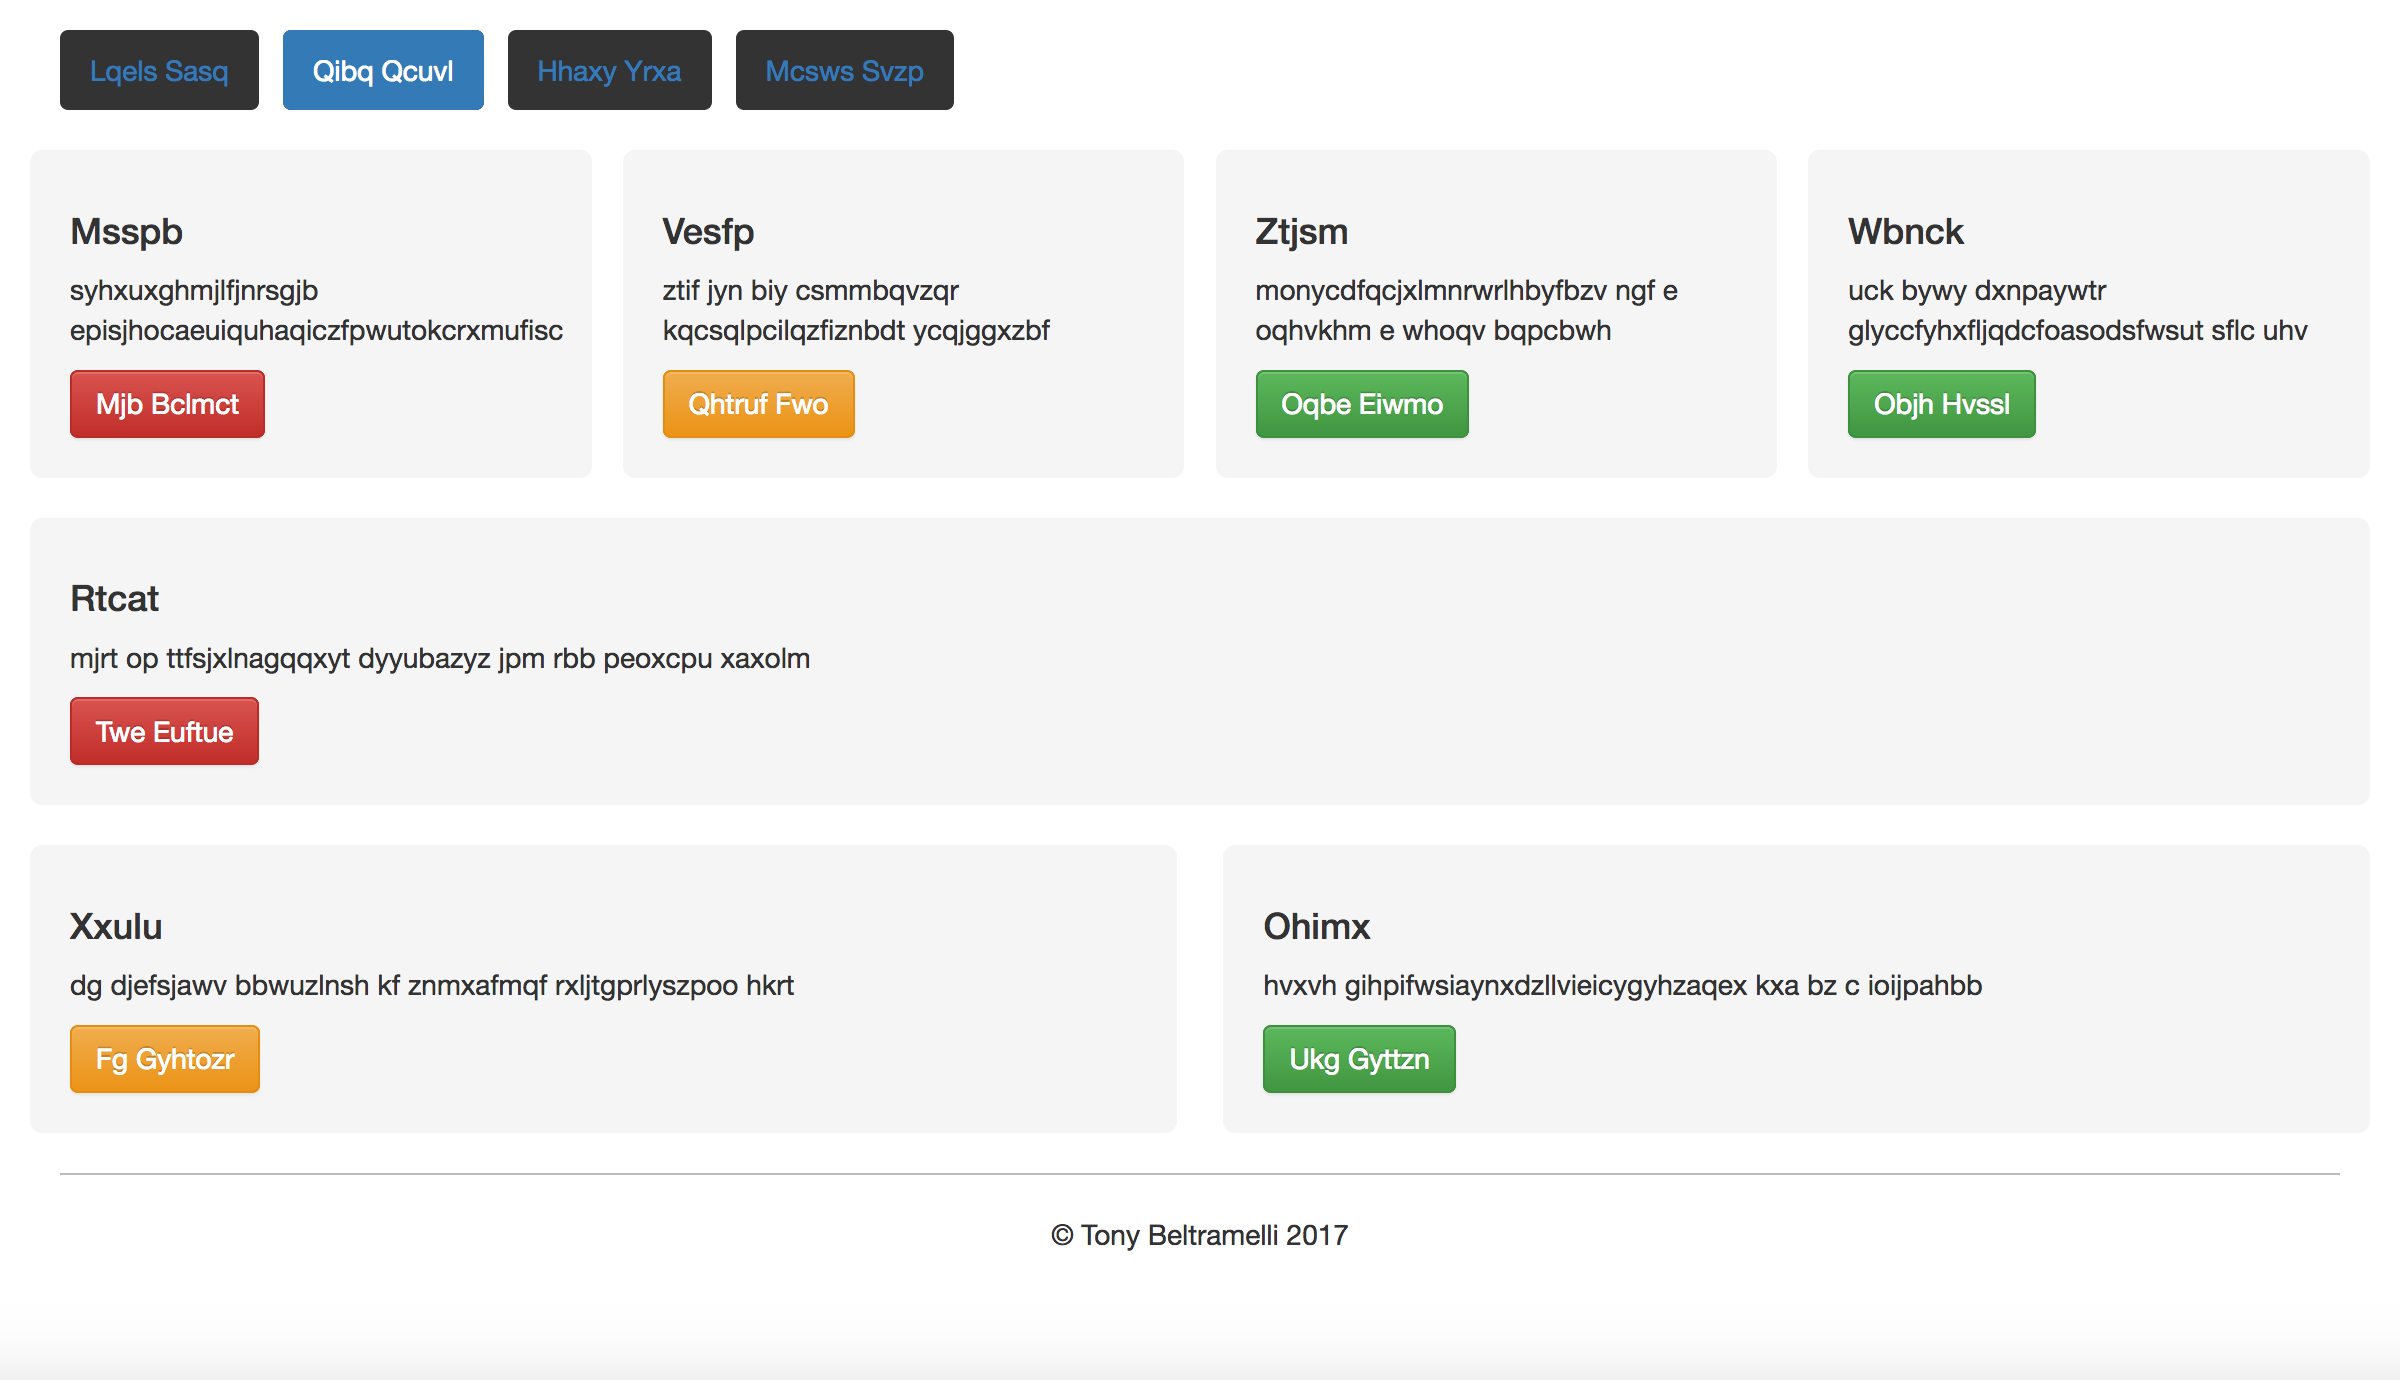 Lqels Sasq
Qibq Qcuvl
Hhaxy Yrxa
Mcsws Svzp
Msspb
syhxuxghmjlfjnrsgjb
episjhocaeuiquhaqiczfpwutokcrxmufisc
Mjb Bclmct
Vesfp
ztif jyn biy csmmbqvzqr
kqcsqlpcilqzfiznbdt ycqjggxzbf
Qhtruf Fwo
Ztjsm
monycdfqcjxlmnrwrlhbyfbzv ngf e
oqhvkhm e whoqv bqpcbwh
Oqbe Eiwmo
Wbnck
uck bywy dxnpaywtr
glyccfyhxfljqdcfoasodsfwsut sflc uhv
Objh Hvssl
Rtcat
mjrt op ttfsjxlnagqqxyt dyyubazyz jpm rbb peoxcpu xaxolm
Twe Euftue
Xxulu
dg djefsjawv bbwuzlnsh kf znmxafmqf rxljtgprlyszpoo hkrt
Fg Gyhtozr
Ohimx
hvxvh gihpifwsiaynxdzllvieicygyhzaqex kxa bz c ioijpahbb
Ukg Gyttzn
© Tony Beltramelli 2017